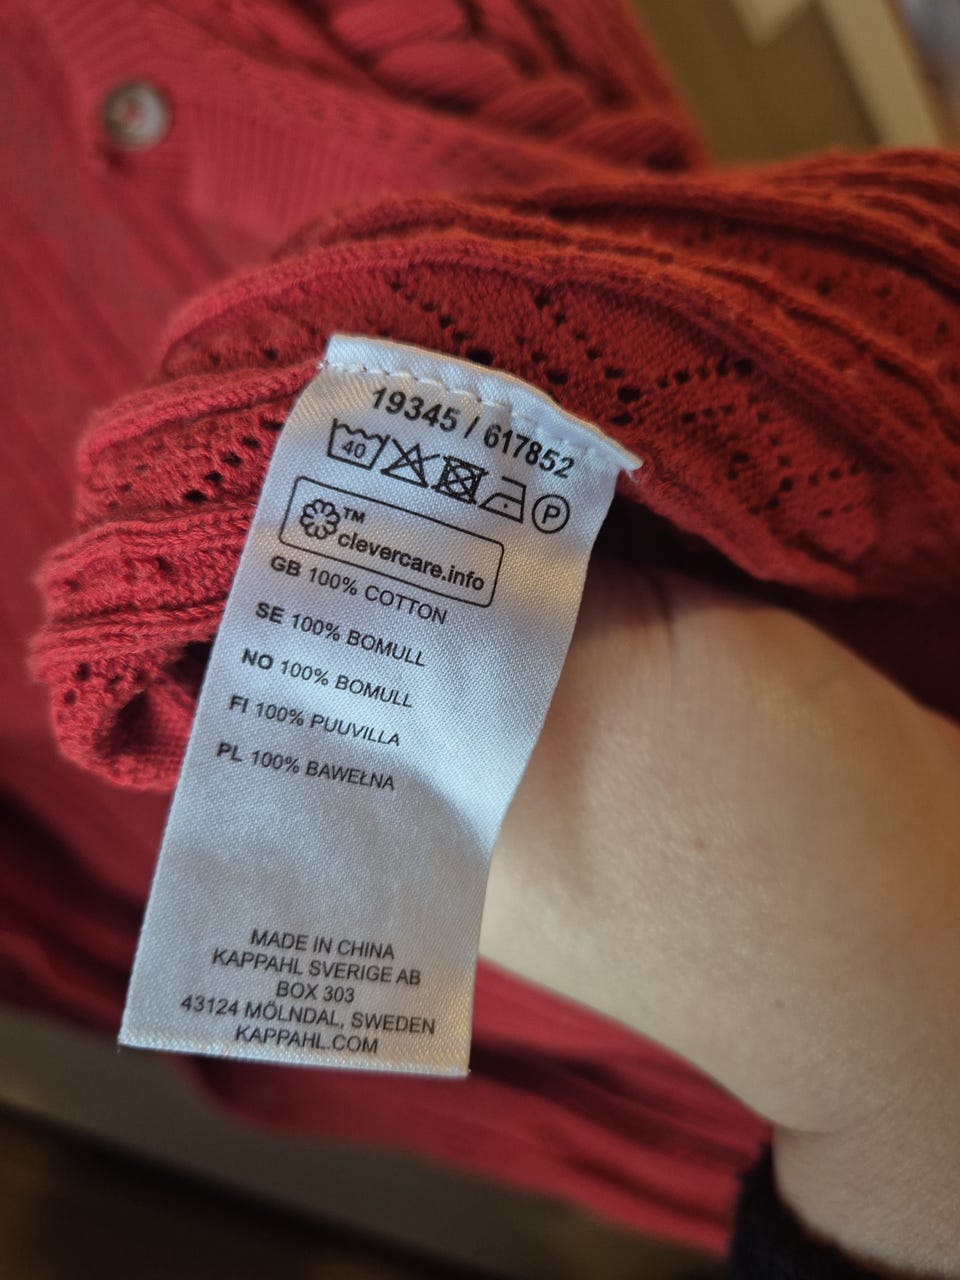 19345 / 617852
40 P
TM
clevercare.info
GB 100% COTTON
SE 100% BOMULL
NO 100% BOMULL
FI 100% PUUVILLA
PL 100% BAWEŁNA
MADE IN CHINA
KAPPAHL SVERIGE AB
BOX 303
43124 MÖLNDAL, SWEDEN
KAPPAHL.COM